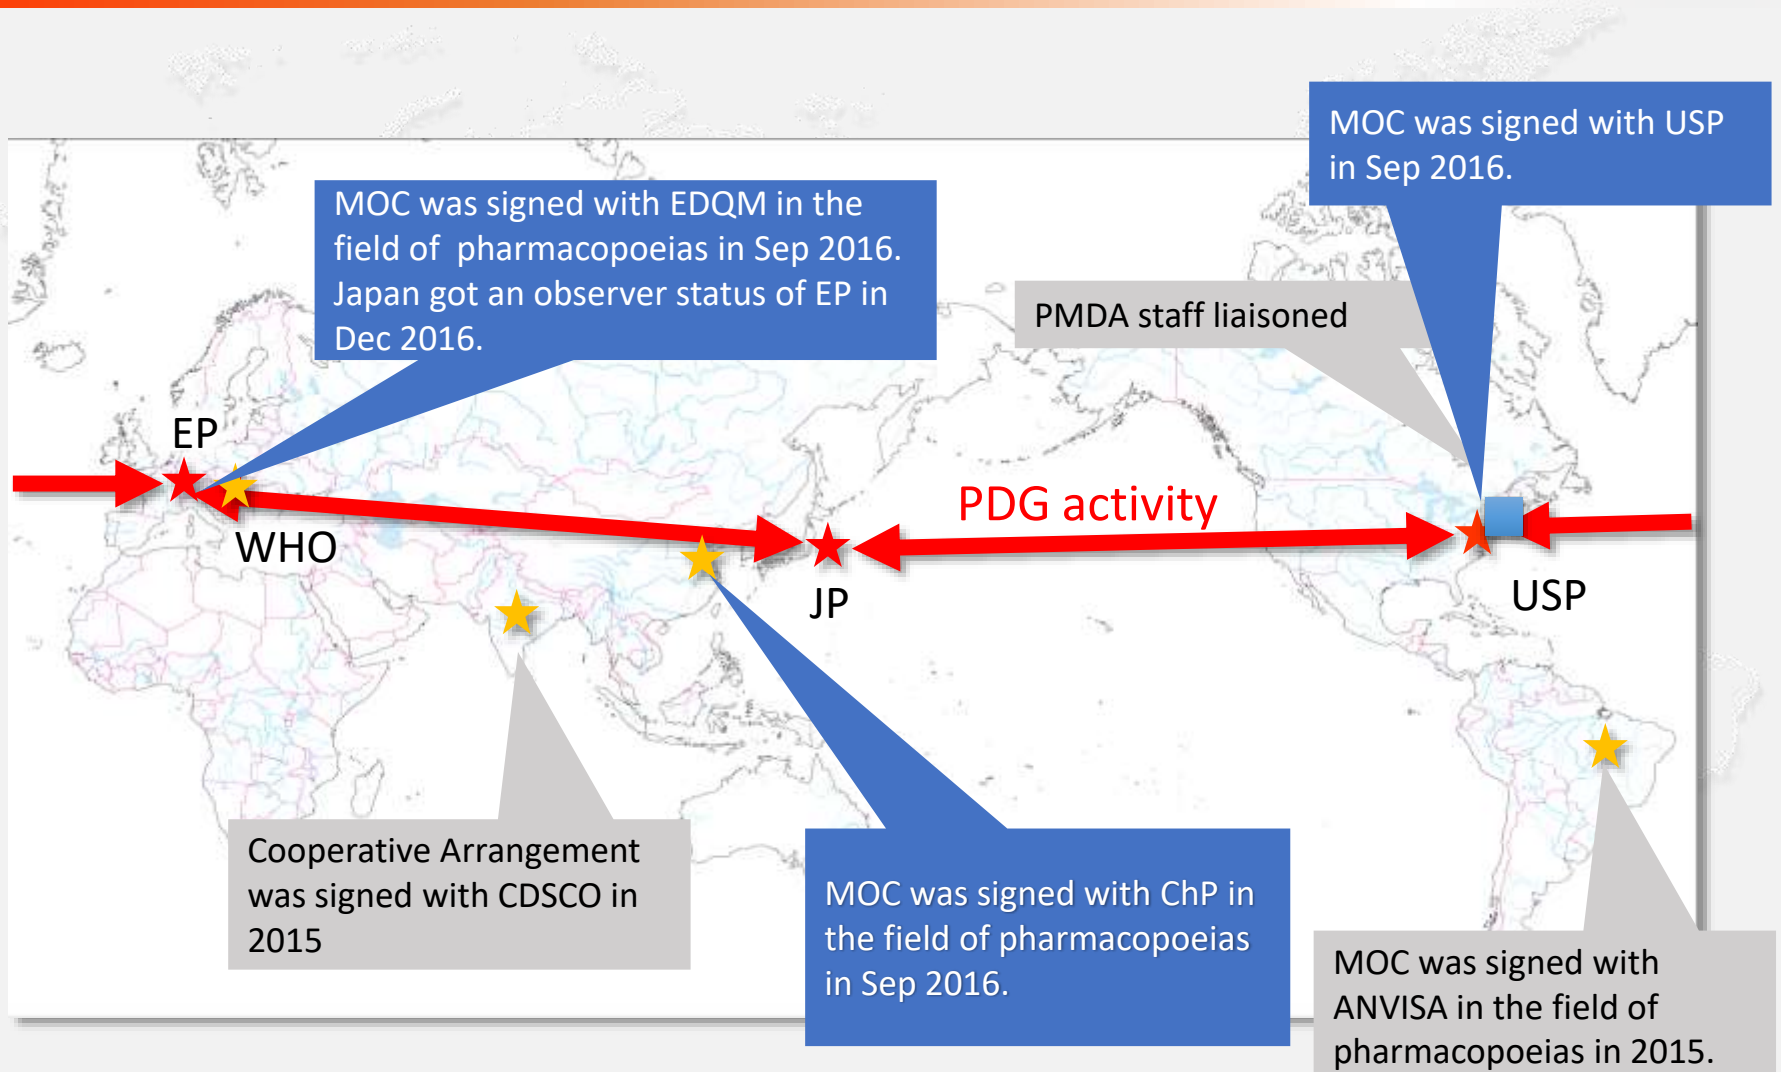 MOC was signed with USP
in Sep 2016.
MOC was signed with EDQM in the
field of  pharmacopoeias in Sep 2016.
Japan got an observer status of EP in
Dec 2016.
PMDA staff liaisoned
EP
WHO
PDG activity
JP
USP
Cooperative Arrangement
was signed with CDSCO in
2015
MOC was signed with ChP in
the field of pharmacopoeias
in Sep 2016.
MOC was signed with
ANVISA in the field of
pharmacopoeias in 2015.